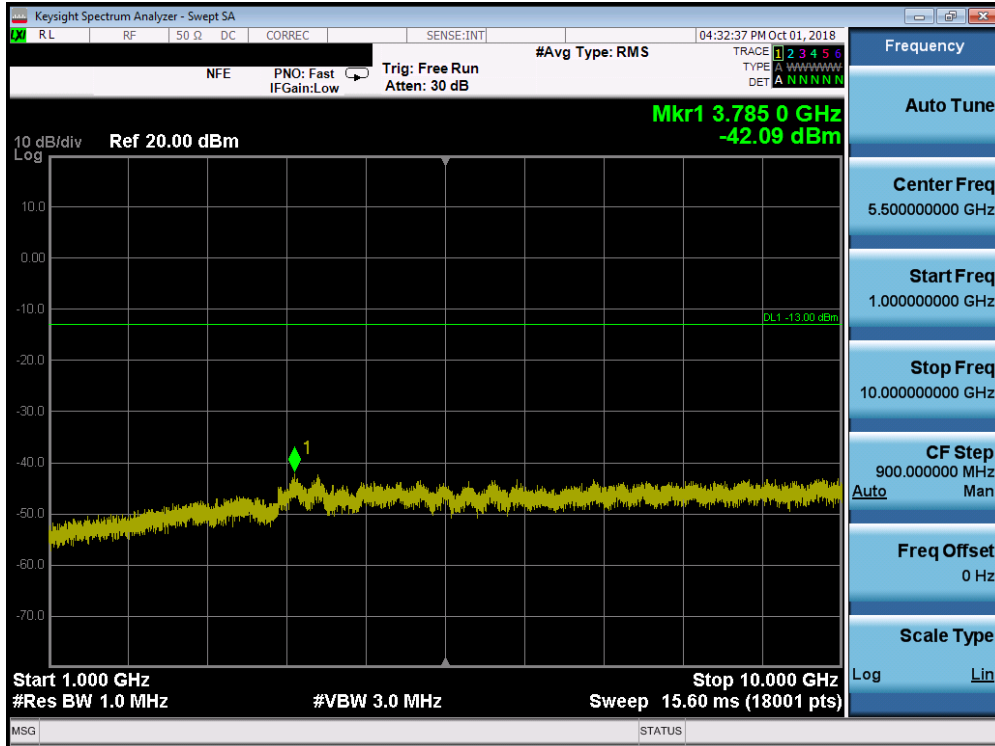 Keysight Spectrum Analyzer - Swept SA
LXI RL RF 50 Ω DC CORREC SENSE:INT 04:32:37 PM Oct 01, 2018
#Avg Type: RMS TRACE 1 2 3 4 5 6
NFE PNO: Fast Trig: Free Run TYPE A WWWWW
IFGain:Low Atten: 30 dB DET A N N N N N
Mkr1 3.785 0 GHz
10 dB/div Ref 20.00 dBm -42.09 dBm
Log
10.0
0.00
-10.0
DL1 -13.00 dBm
-20.0
-30.0
-40.0
1
-50.0
-60.0
-70.0
Start 1.000 GHz Stop 10.000 GHz
#Res BW 1.0 MHz #VBW 3.0 MHz Sweep 15.60 ms (18001 pts)
MSG STATUS
Frequency
Auto Tune
Center Freq
5.500000000 GHz
Start Freq
1.000000000 GHz
Stop Freq
10.000000000 GHz
CF Step
900.000000 MHz
Auto Man
Freq Offset
0 Hz
Scale Type
Log Lin